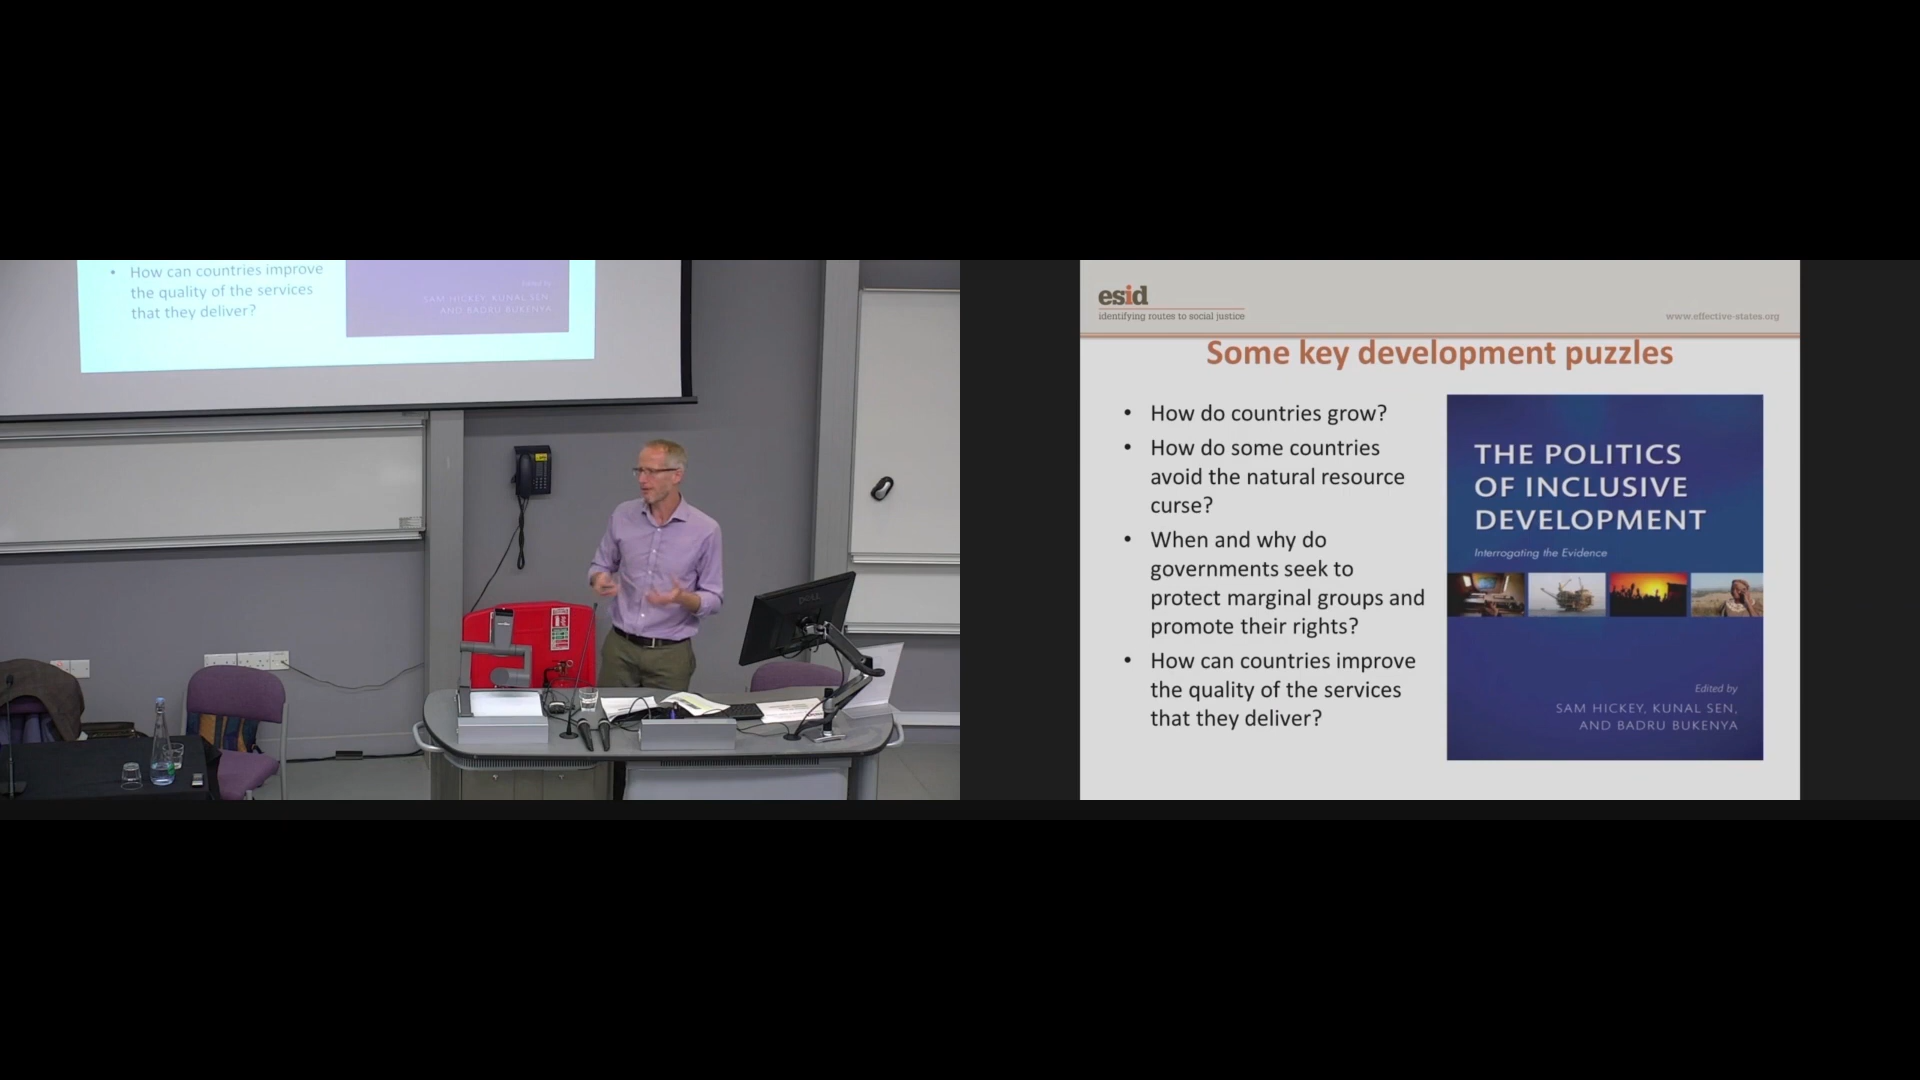 • How can countries improve
the quality of the services
that they deliver?
Edited by
SAM HICKEY, KUNAL SEN,
AND BADRU BUKENYA
DELL
esid
identifying routes to social justice
www.effective-states.org
Some key development puzzles
• How do countries grow?
• How do some countries
avoid the natural resource
curse?
• When and why do
governments seek to
protect marginal groups and
promote their rights?
• How can countries improve
the quality of the services
that they deliver?
THE POLITICS
OF INCLUSIVE
DEVELOPMENT
Interrogating the Evidence
Edited by
SAM HICKEY, KUNAL SEN,
AND BADRU BUKENYA